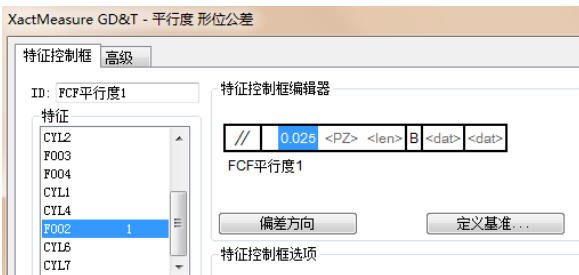 XactMeasure GD&T - 平行度 形位公差
特征控制框 高级
ID: FCF平行度1
特征
CYL2
F003
F004
CYL1
CYL4
F002 1
CYL6
CYL7
特征控制框编辑器
// 0.025 <PZ> <len> B <dat> <dat>
FCF平行度1
偏差方向 定义基准...
特征控制框选项